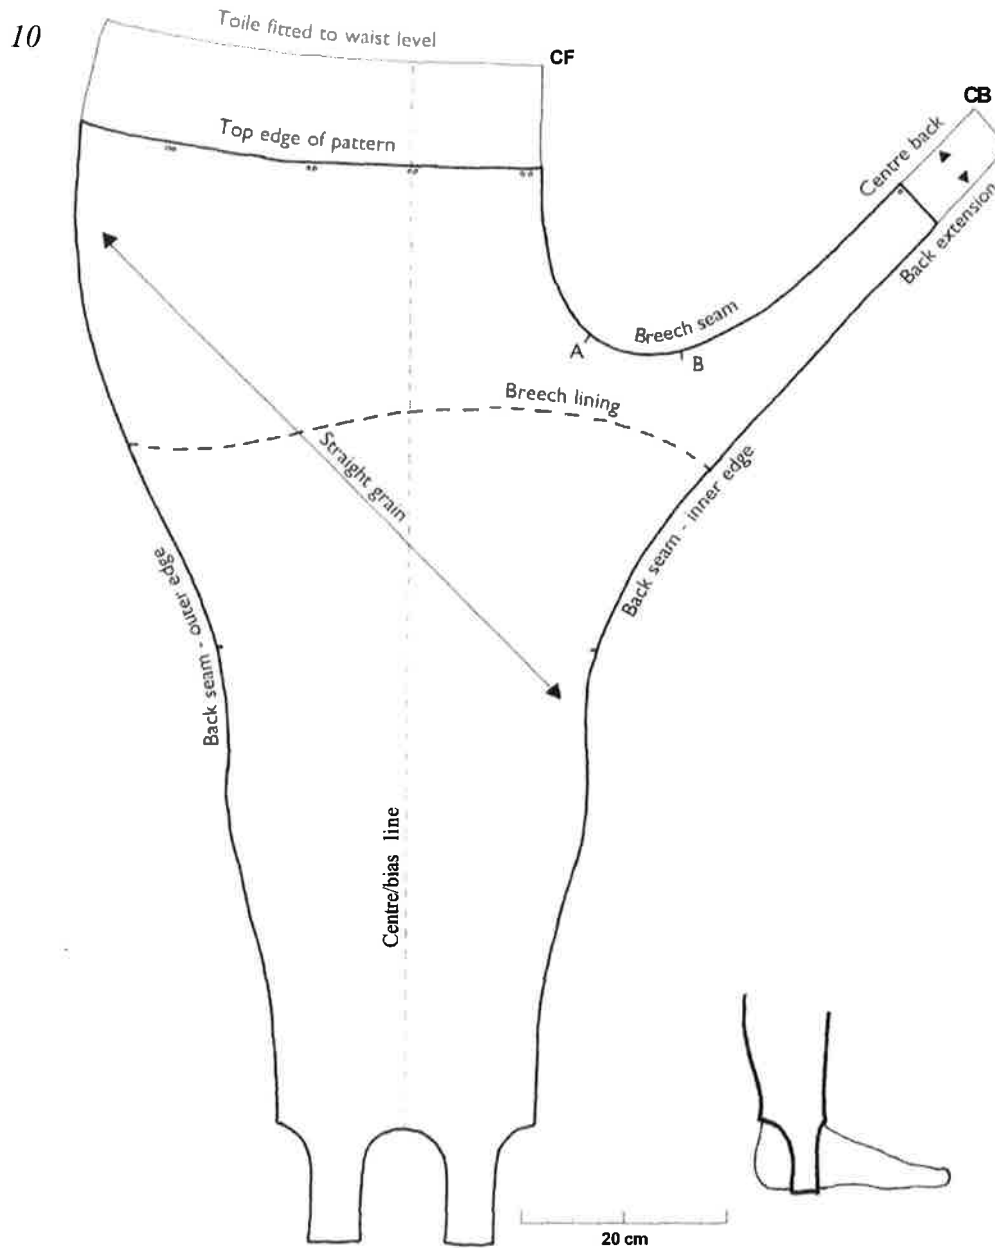 10
Toile fitted to waist level
CF
CB
Top edge of pattern
Centre back
Back extension
Breech seam
A
B
Breech lining
Straight grain
Back seam - inner edge
Back seam - outer edge
Centre/bias line
20 cm